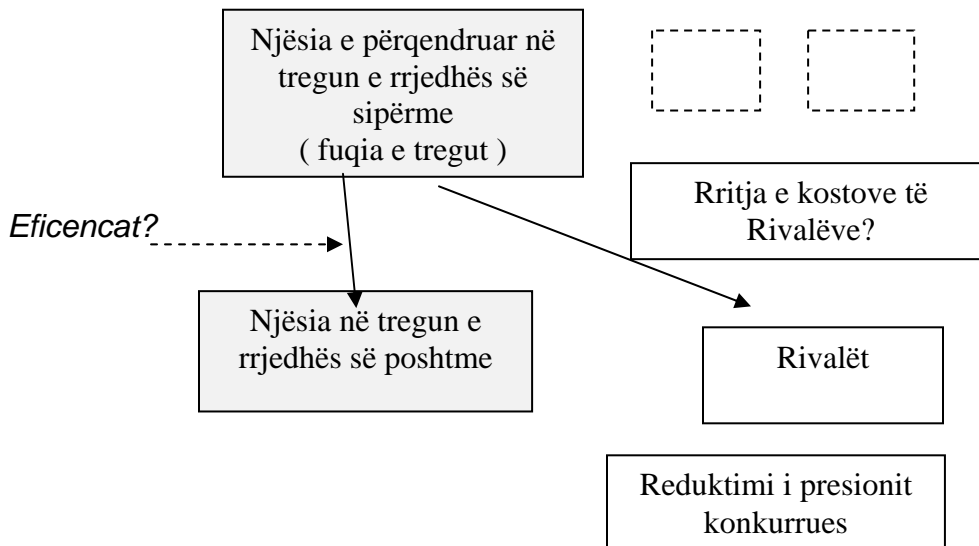 Njësia e përqendruar në
tregun e rrjedhës së
sipërme
( fuqia e tregut )
Rritja e kostove të
Rivalëve?
Eficencat?
Njësia në tregun e
rrjedhës së poshtme
Rivalët
Reduktimi i presionit
konkurrues